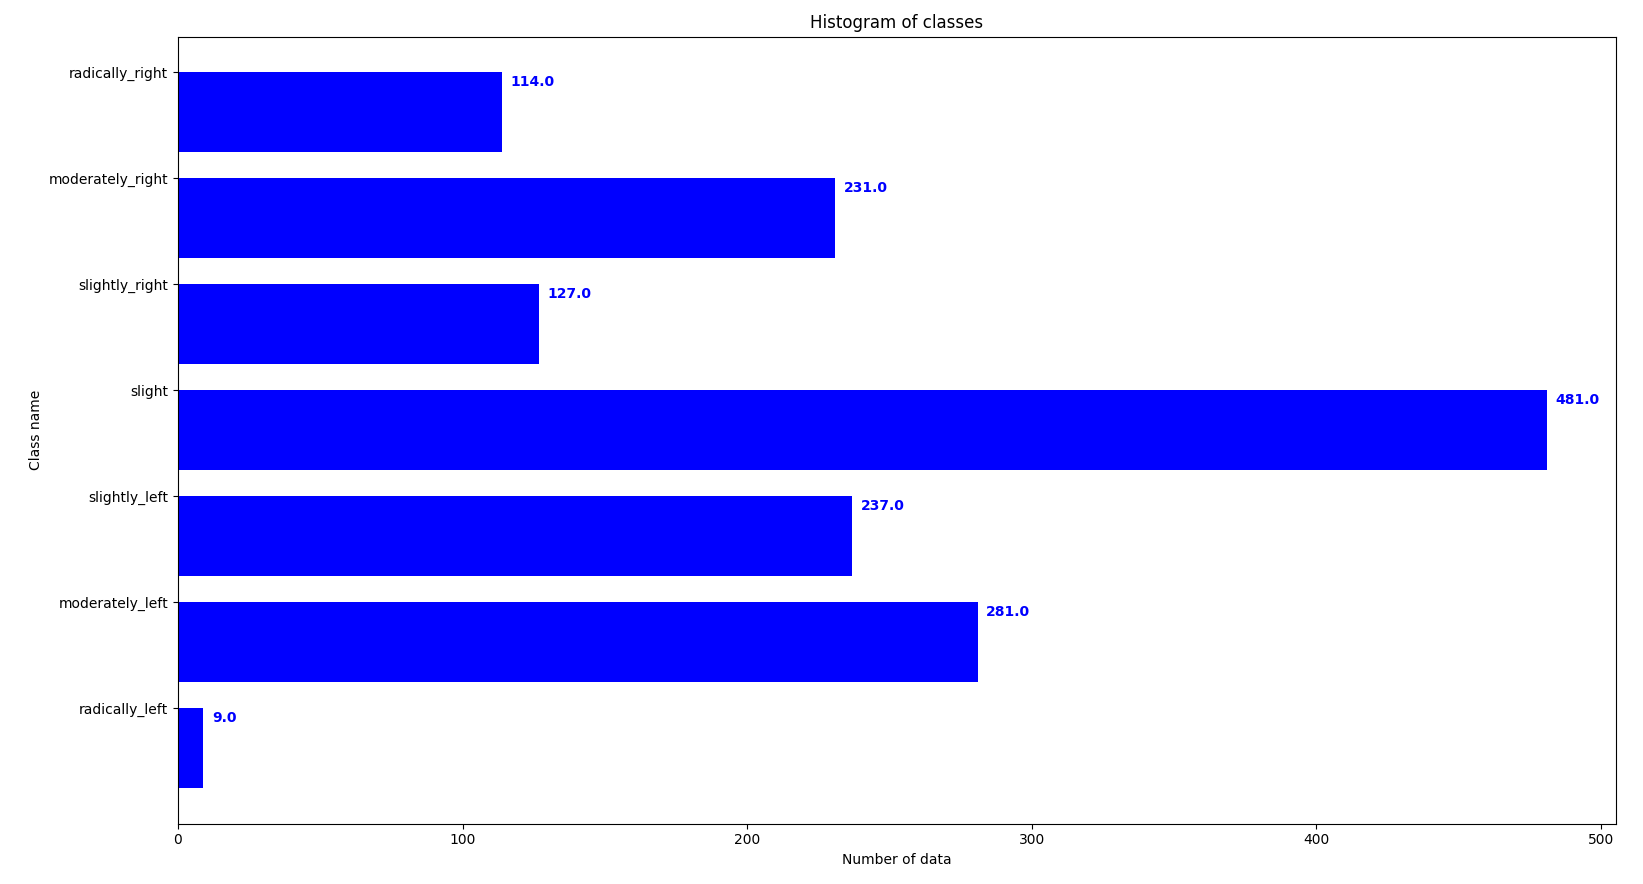 Histogram of classes
radically_right
114.0
moderately_right
231.0
slightly_right
127.0
slight
481.0
Class name
slightly_left
237.0
moderately_left
281.0
radically_left
9.0
0 100 200 300 400 500
Number of data